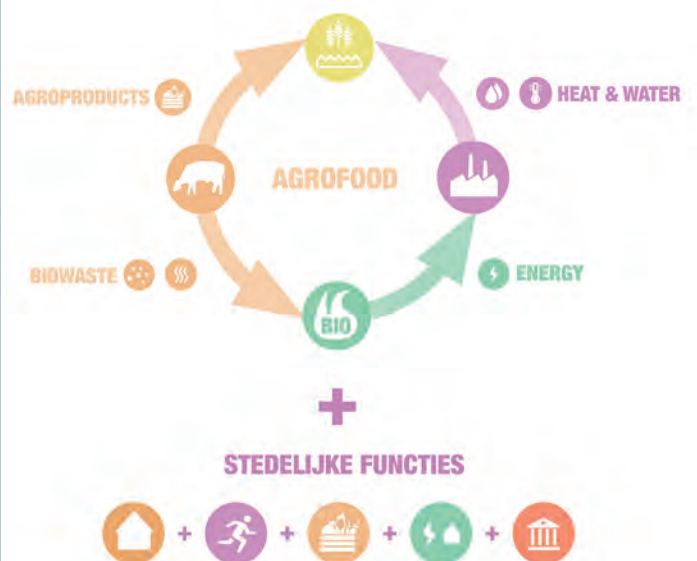 AGROPRODUCTS
HEAT & WATER
AGROFOOD
BIOWASTE
ENERGY
BIO
+
STEDELIJKE FUNCTIES
+ + + +